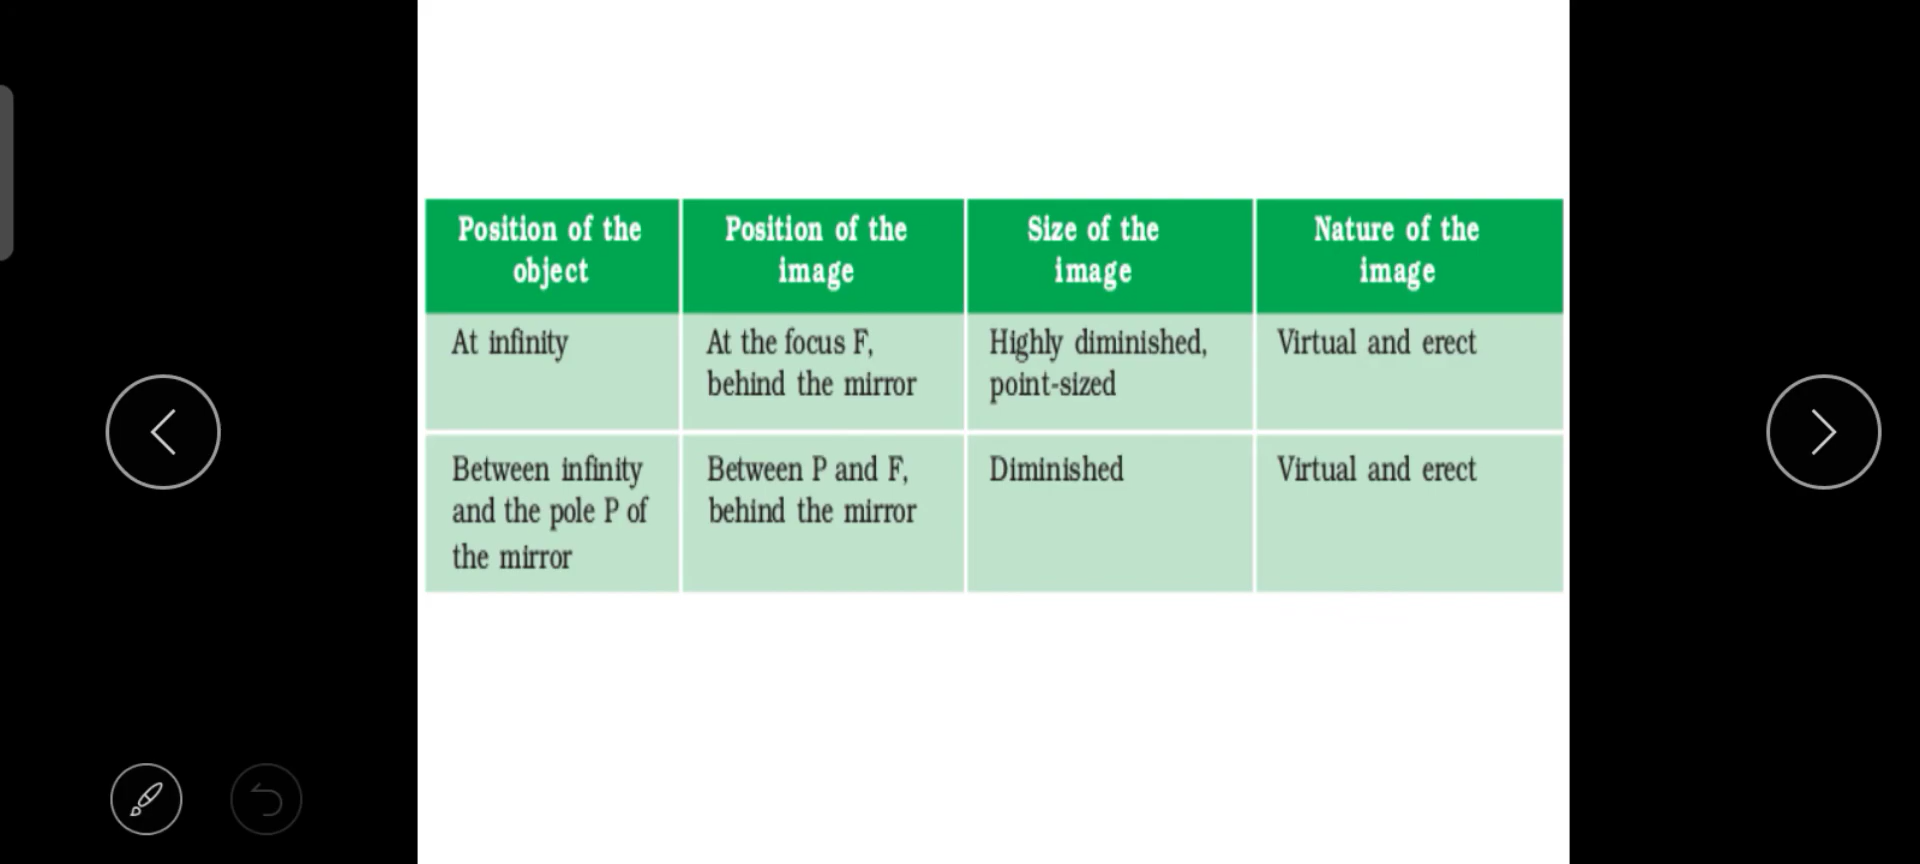 Position of the
object
Position of the
image
Size of the
image
Nature of the
image
At infinity
At the focus F,
behind the mirror
Highly diminished,
point-sized
Virtual and erect
Between infinity
and the pole P of
the mirror
Between P and F,
behind the mirror
Diminished
Virtual and erect